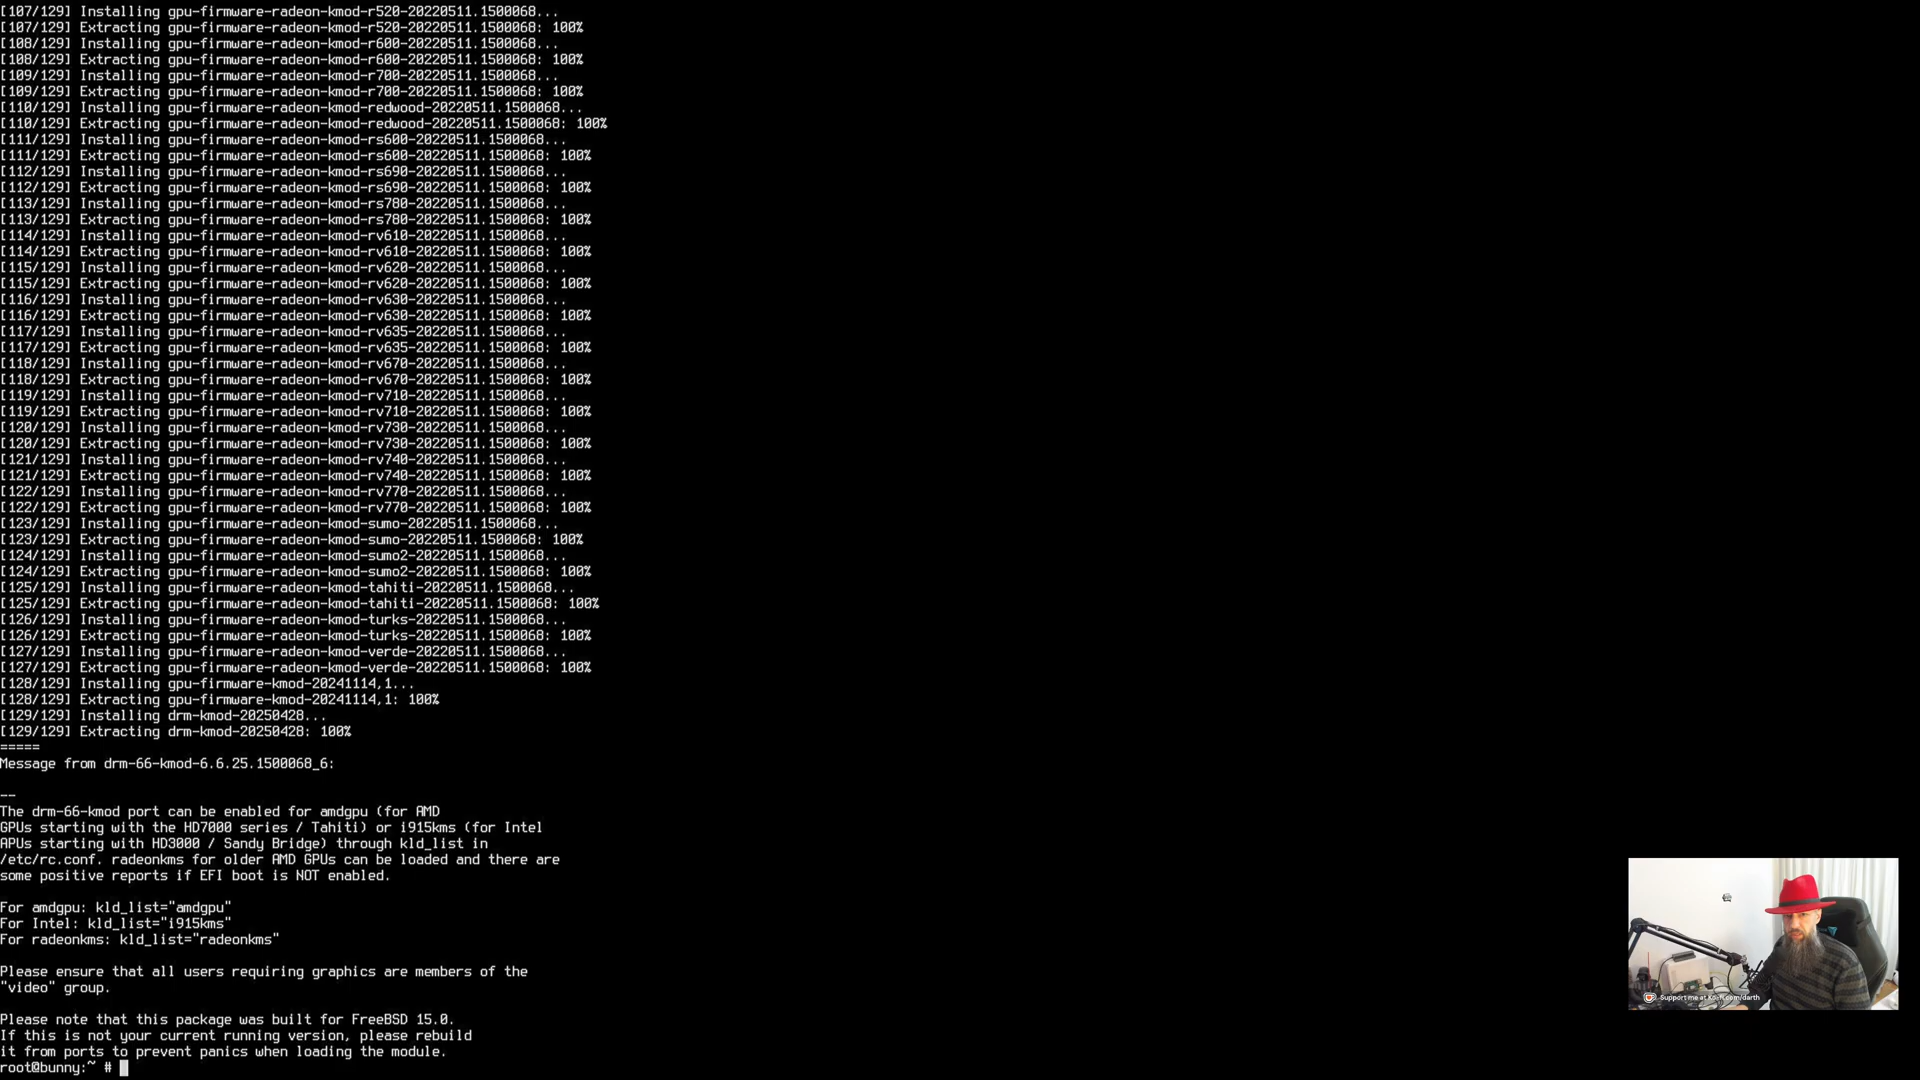 [107/129] Installing gpu-firmware-radeon-kmod-r520-20220511.1500068...
[107/129] Extracting gpu-firmware-radeon-kmod-r520-20220511.1500068: 100%
[108/129] Installing gpu-firmware-radeon-kmod-r600-20220511.1500068...
[108/129] Extracting gpu-firmware-radeon-kmod-r600-20220511.1500068: 100%
[109/129] Installing gpu-firmware-radeon-kmod-r700-20220511.1500068...
[109/129] Extracting gpu-firmware-radeon-kmod-r700-20220511.1500068: 100%
[110/129] Installing gpu-firmware-radeon-kmod-redwood-20220511.1500068...
[110/129] Extracting gpu-firmware-radeon-kmod-redwood-20220511.1500068: 100%
[111/129] Installing gpu-firmware-radeon-kmod-rs600-20220511.1500068...
[111/129] Extracting gpu-firmware-radeon-kmod-rs600-20220511.1500068: 100%
[112/129] Installing gpu-firmware-radeon-kmod-rs690-20220511.1500068...
[112/129] Extracting gpu-firmware-radeon-kmod-rs690-20220511.1500068: 100%
[113/129] Installing gpu-firmware-radeon-kmod-rs780-20220511.1500068...
[113/129] Extracting gpu-firmware-radeon-kmod-rs780-20220511.1500068: 100%
[114/129] Installing gpu-firmware-radeon-kmod-rv610-20220511.1500068...
[114/129] Extracting gpu-firmware-radeon-kmod-rv610-20220511.1500068: 100%
[115/129] Installing gpu-firmware-radeon-kmod-rv620-20220511.1500068...
[115/129] Extracting gpu-firmware-radeon-kmod-rv620-20220511.1500068: 100%
[116/129] Installing gpu-firmware-radeon-kmod-rv630-20220511.1500068...
[116/129] Extracting gpu-firmware-radeon-kmod-rv630-20220511.1500068: 100%
[117/129] Installing gpu-firmware-radeon-kmod-rv635-20220511.1500068...
[117/129] Extracting gpu-firmware-radeon-kmod-rv635-20220511.1500068: 100%
[118/129] Installing gpu-firmware-radeon-kmod-rv670-20220511.1500068...
[118/129] Extracting gpu-firmware-radeon-kmod-rv670-20220511.1500068: 100%
[119/129] Installing gpu-firmware-radeon-kmod-rv710-20220511.1500068...
[119/129] Extracting gpu-firmware-radeon-kmod-rv710-20220511.1500068: 100%
[120/129] Installing gpu-firmware-radeon-kmod-rv730-20220511.1500068...
[120/129] Extracting gpu-firmware-radeon-kmod-rv730-20220511.1500068: 100%
[121/129] Installing gpu-firmware-radeon-kmod-rv740-20220511.1500068...
[121/129] Extracting gpu-firmware-radeon-kmod-rv740-20220511.1500068: 100%
[122/129] Installing gpu-firmware-radeon-kmod-rv770-20220511.1500068...
[122/129] Extracting gpu-firmware-radeon-kmod-rv770-20220511.1500068: 100%
[123/129] Installing gpu-firmware-radeon-kmod-sumo-20220511.1500068...
[123/129] Extracting gpu-firmware-radeon-kmod-sumo-20220511.1500068: 100%
[124/129] Installing gpu-firmware-radeon-kmod-sumo2-20220511.1500068...
[124/129] Extracting gpu-firmware-radeon-kmod-sumo2-20220511.1500068: 100%
[125/129] Installing gpu-firmware-radeon-kmod-tahiti-20220511.1500068...
[125/129] Extracting gpu-firmware-radeon-kmod-tahiti-20220511.1500068: 100%
[126/129] Installing gpu-firmware-radeon-kmod-turks-20220511.1500068...
[126/129] Extracting gpu-firmware-radeon-kmod-turks-20220511.1500068: 100%
[127/129] Installing gpu-firmware-radeon-kmod-verde-20220511.1500068...
[127/129] Extracting gpu-firmware-radeon-kmod-verde-20220511.1500068: 100%
[128/129] Installing gpu-firmware-kmod-20241114,1...
[128/129] Extracting gpu-firmware-kmod-20241114,1: 100%
[129/129] Installing drm-kmod-20250428...
[129/129] Extracting drm-kmod-20250428: 100%
=====
Message from drm-66-kmod-6.6.25.1500068_6:

--
The drm-66-kmod port can be enabled for amdgpu (for AMD
GPUs starting with the HD7000 series / Tahiti) or i915kms (for Intel
APUs starting with HD3000 / Sandy Bridge) through kld_list in
/etc/rc.conf. radeonkms for older AMD GPUs can be loaded and there are
some positive reports if EFI boot is NOT enabled.

For amdgpu: kld_list="amdgpu"
For Intel: kld_list="i915kms"
For radeonkms: kld_list="radeonkms"

Please ensure that all users requiring graphics are members of the
"video" group.

Please note that this package was built for FreeBSD 15.0.
If this is not your current running version, please rebuild
it from ports to prevent panics when loading the module.
root@bunny:~ #
Support me at Ko-fi.com/darth